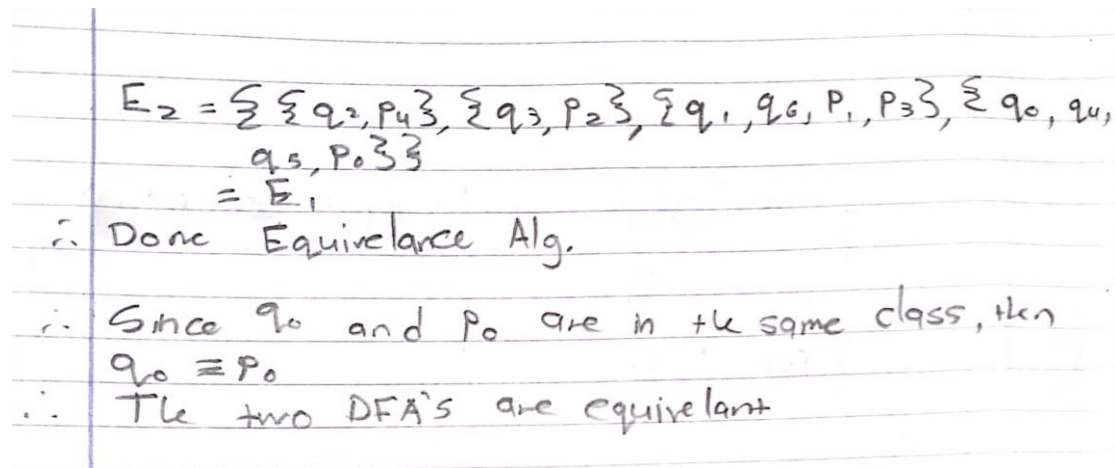 E₂ = {{q₂,p₄}, {q₃,p₂}, {q₁,q₆,P₁,P₃}, {q₀, q₄,
q₅, P₀}}
= E₁
∴ Done Equivelance Alg.
∴ Since q₀ and P₀ are in the same class, then
q₀ ≡ P₀
∴ The two DFA's are equivelant